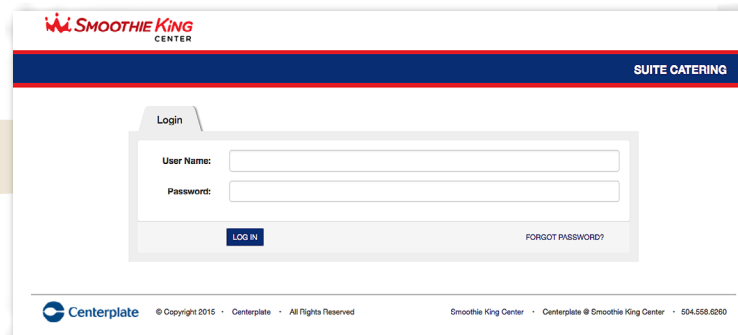 SMOOTHIE KING
CENTER
SUITE CATERING
Login
User Name:
Password:
LOG IN FORGOT PASSWORD?
Centerplate © Copyright 2015 · Centerplate · All Rights Reserved Smoothie King Center · Centerplate @ Smoothie King Center · 504.558.6260